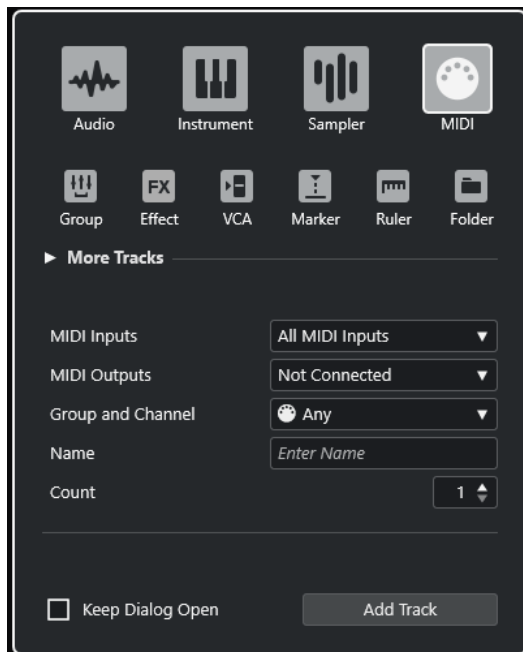 Audio Instrument Sampler MIDI
FX
Group Effect VCA Marker Ruler Folder
More Tracks
MIDI Inputs All MIDI Inputs
MIDI Outputs Not Connected
Group and Channel Any
Name Enter Name
Count 1
Keep Dialog Open Add Track